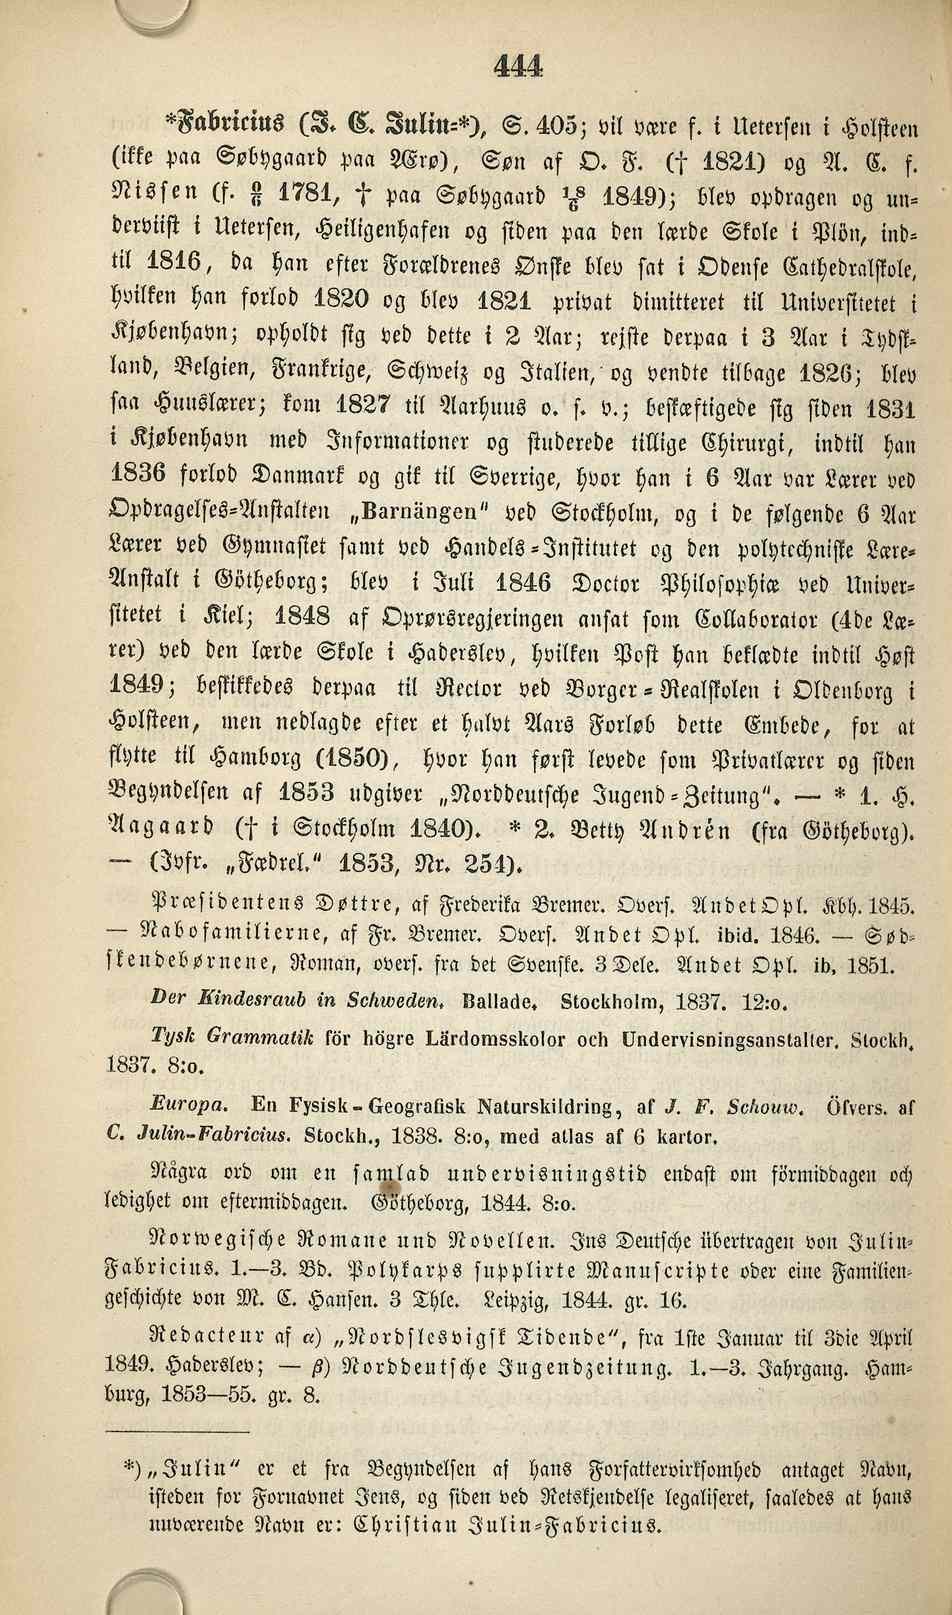 444
*Fabricius (J. C. Julin=*), S. 405; vil være f. i Uetersen i Holsteen
(ikke paa Søbygaard paa Ærø), Søn af O. F. († 1821) og A. C. f.
Nissen (f. 9/6 1781, † paa Søbygaard 18/6 1849); blev opdragen og un=
derviist i Uetersen, Heiligenhafen og siden paa den lærde Skole i Plön, ind=
til 1816, da han efter Forældrenes Ønske blev sat i Odense Cathedralskole,
hvilken han forlod 1820 og blev 1821 privat dimitteret til Universitetet i
Kjøbenhavn; opholdt sig ved dette i 2 Aar; rejste derpaa i 3 Aar i Tydsk=
land, Belgien, Frankrige, Schweiz og Italien, og vendte tilbage 1826; blev
saa Huuslærer; kom 1827 til Aarhuus o. s. v.; beskæftigede sig siden 1831
i Kjøbenhavn med Informationer og studerede tillige Chirurgi, indtil han
1836 forlod Danmark og gik til Sverrige, hvor han i 6 Aar var Lærer ved
Opdragelses=Anstalten „Barnängen" ved Stockholm, og i de følgende 6 Aar
Lærer ved Gymnasiet samt ved Handels=Institutet og den polytechniske Lære=
Anstalt i Götheborg; blev i Juli 1846 Doctor Philosophiæ ved Univer=
sitetet i Kiel; 1848 af Oprørsregjeringen ansat som Collaborator (4de Læ=
rer) ved den lærde Skole i Haderslev, hvilken Post han beklædte indtil Høst
1849; beskikkedes derpaa til Rector ved Borger=Realskolen i Oldenborg i
Holsteen, men nedlagde efter et halvt Aars Forløb dette Embede, for at
flytte til Hamborg (1850), hvor han først levede som Privatlærer og siden
Begyndelsen af 1853 udgiver „Norddeutsche Jugend=Zeitung". — * 1. H.
Aagaard († i Stockholm 1840). * 2. Betty Andrén (fra Götheborg).
— (Jvfr. „Fædrel." 1853, Nr. 254).
Præsidentens Døttre, af Frederika Bremer. Overs. Andet Opl. Kbh. 1845.
— Nabofamilierne, af Fr. Bremer. Overs. Andet Opl. ibid. 1846. — Sød=
skendebørnene, Roman, overs. fra det Svenske. 3 Dele. Andet Opl. ib, 1851.
Der Kindesraub in Schweden. Ballade. Stockholm, 1837. 12:o.
Tysk Grammatik för högre Lärdomsskolor och Undervisningsanstalter. Stockh.
1837. 8:o.
Europa. En Fysisk-Geografisk Naturskildring, af J. F. Schouw. Öfvers. af
C. Julin-Fabricius. Stockh., 1838. 8:o, med atlas af 6 kartor.
Några ord om en samlad undervisningstid endast om förmiddagen och
ledighet om eftermiddagen. Götheborg, 1844. 8:o.
Norwegische Romane und Novellen. Ins Deutsche übertragen von Julin=
Fabricius. 1.—3. Bd. Polykarps supplirte Manuscripte oder eine Familien=
geschichte von M. C. Hansen. 3 Thle. Leipzig, 1844. gr. 16.
Redacteur af α) „Nordslesvigsk Tidende", fra 1ste Januar til 3die April
1849. Haderslev; — β) Norddeutsche Jugendzeitung. 1.—3. Jahrgang. Ham=
burg, 1853—55. gr. 8.
*) „Julin" er et fra Begyndelsen af hans Forfattervirksomhed antaget Navn,
isteden for Fornavnet Jens, og siden ved Retskjendelse legaliseret, saaledes at hans
nuværende Navn er: Christian Julin=Fabricius.